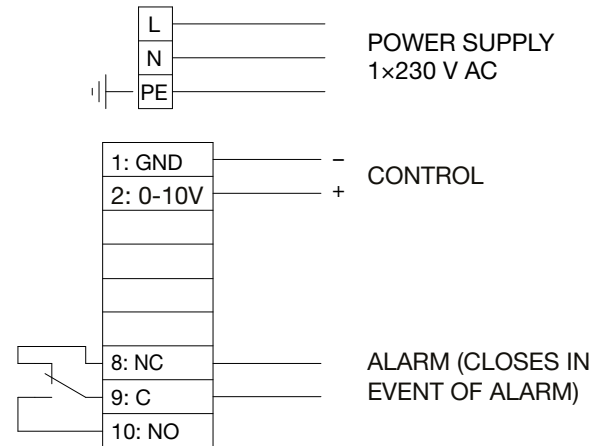 L
N
PE
POWER SUPPLY
1×230 V AC
1: GND
2: 0-10V
−
+
CONTROL
8: NC
9: C
10: NO
ALARM (CLOSES IN
EVENT OF ALARM)